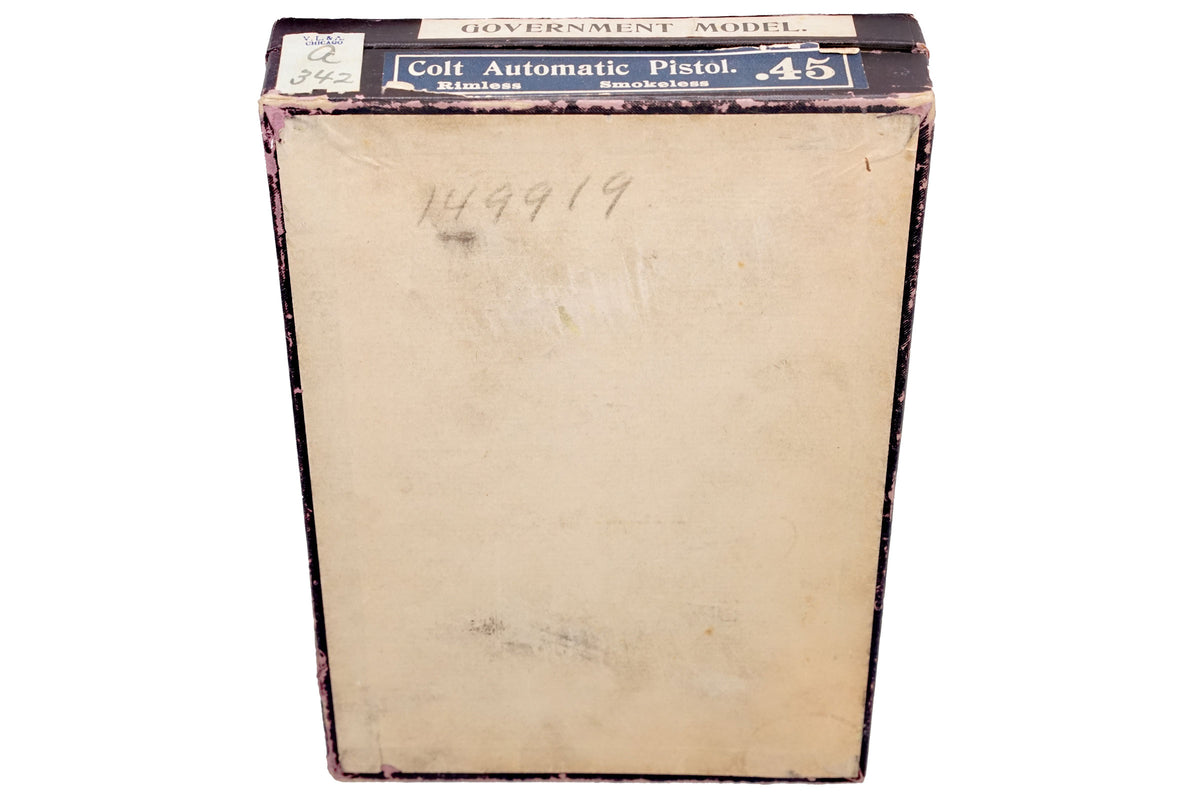 GOVERNMENT MODEL.
V. L. & A.
CHICAGO
a
342
Colt Automatic Pistol. .45
Rimless Smokeless
149919